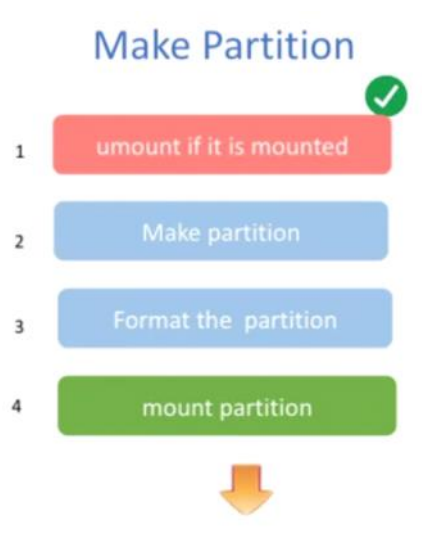 Make Partition
1 umount if it is mounted
2 Make partition
3 Format the partition
4 mount partition